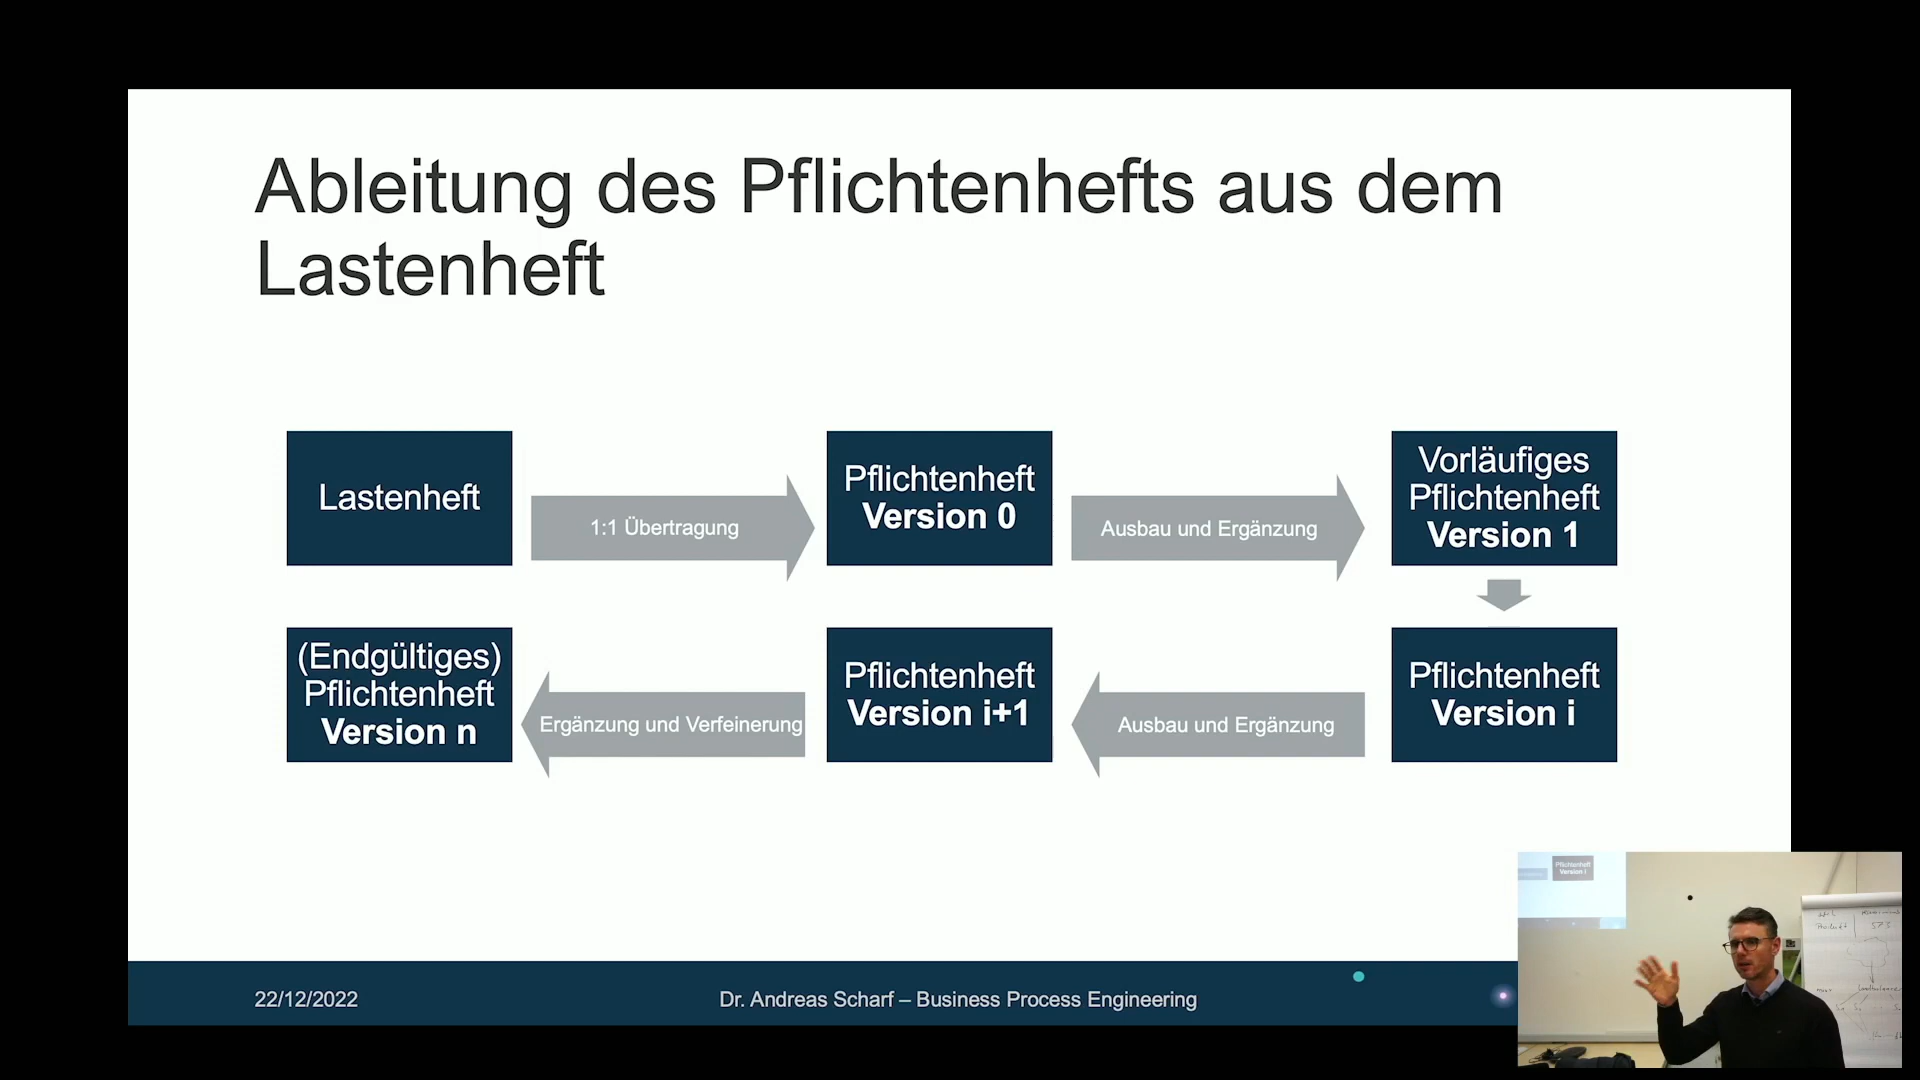 Ableitung des Pflichtenhefts aus dem
Lastenheft
Lastenheft
1:1 Übertragung
Pflichtenheft
Version 0
Ausbau und Ergänzung
Vorläufiges
Pflichtenheft
Version 1
(Endgültiges)
Pflichtenheft
Version n
Ergänzung und Verfeinerung
Pflichtenheft
Version i+1
Ausbau und Ergänzung
Pflichtenheft
Version i
22/12/2022
Dr. Andreas Scharf – Business Process Engineering
Pflichtenheft
Version i